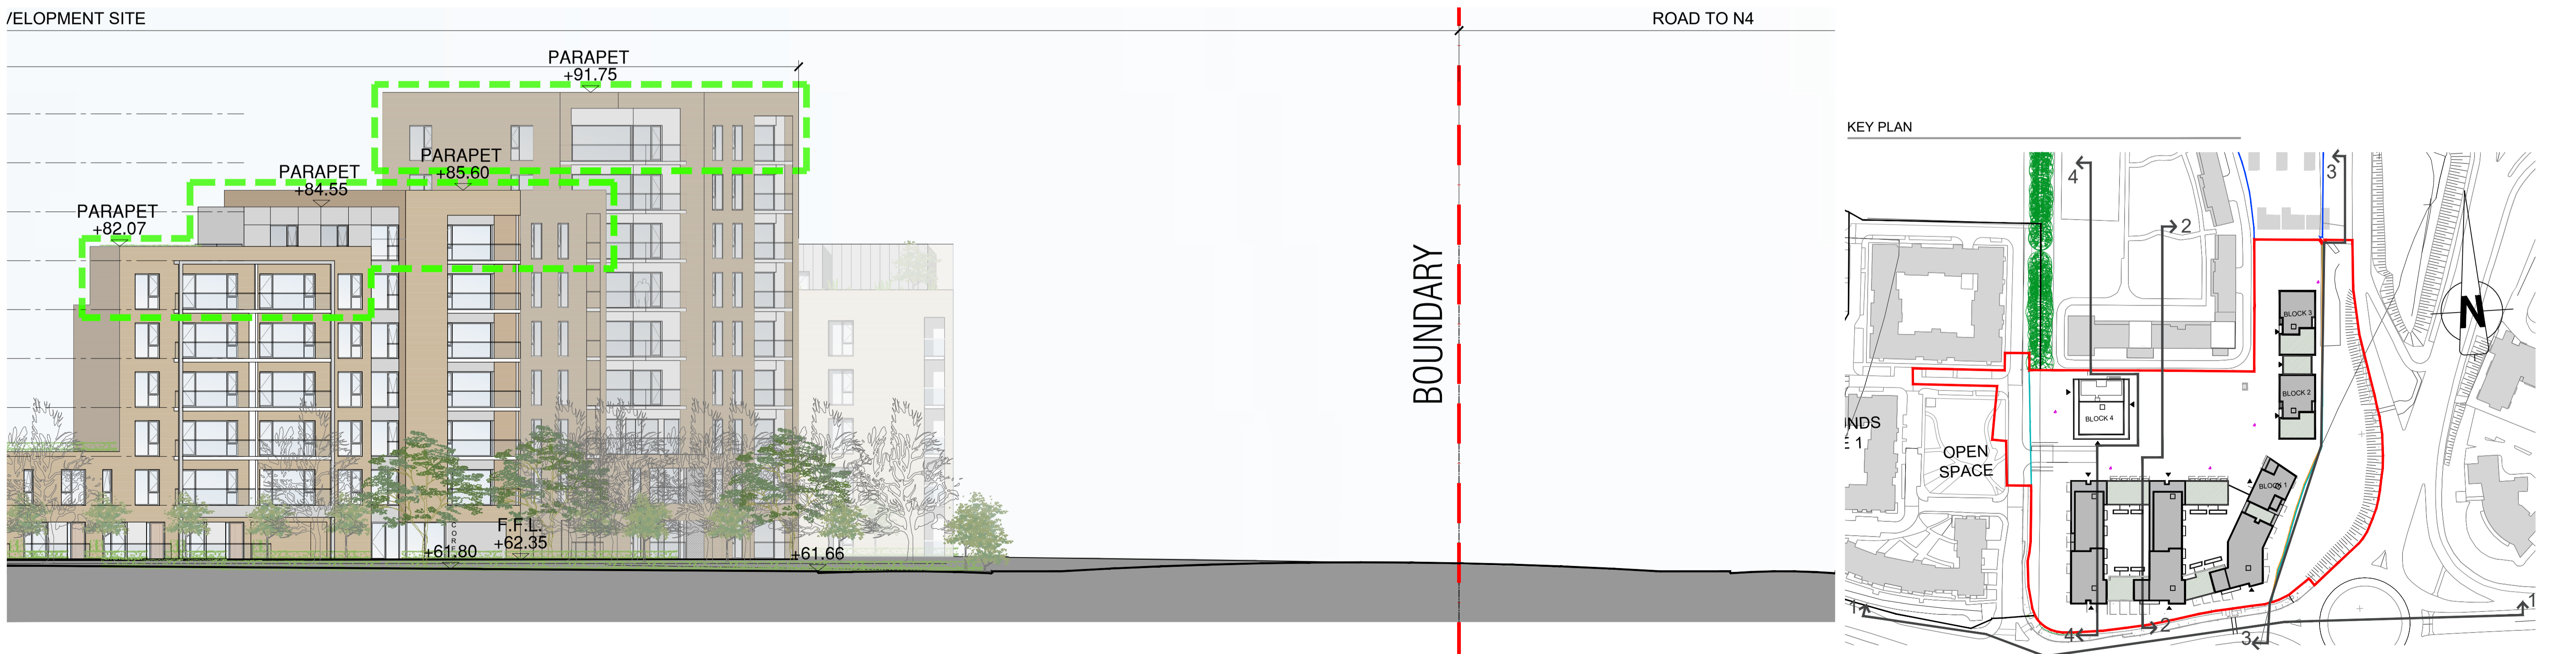 VELOPMENT SITE
ROAD TO N4
PARAPET
+91.75
PARAPET
+85.60
PARAPET
+84.55
PARAPET
+82.07
BOUNDARY
CORE
F.F.L.
+62.35
+61.80
+61.66
KEY PLAN
4
3
2
N
BLOCK 3
BLOCK 2
BLOCK 4
BLOCK 1
OPEN
SPACE
NDS
E 1
1
4
2
3
1